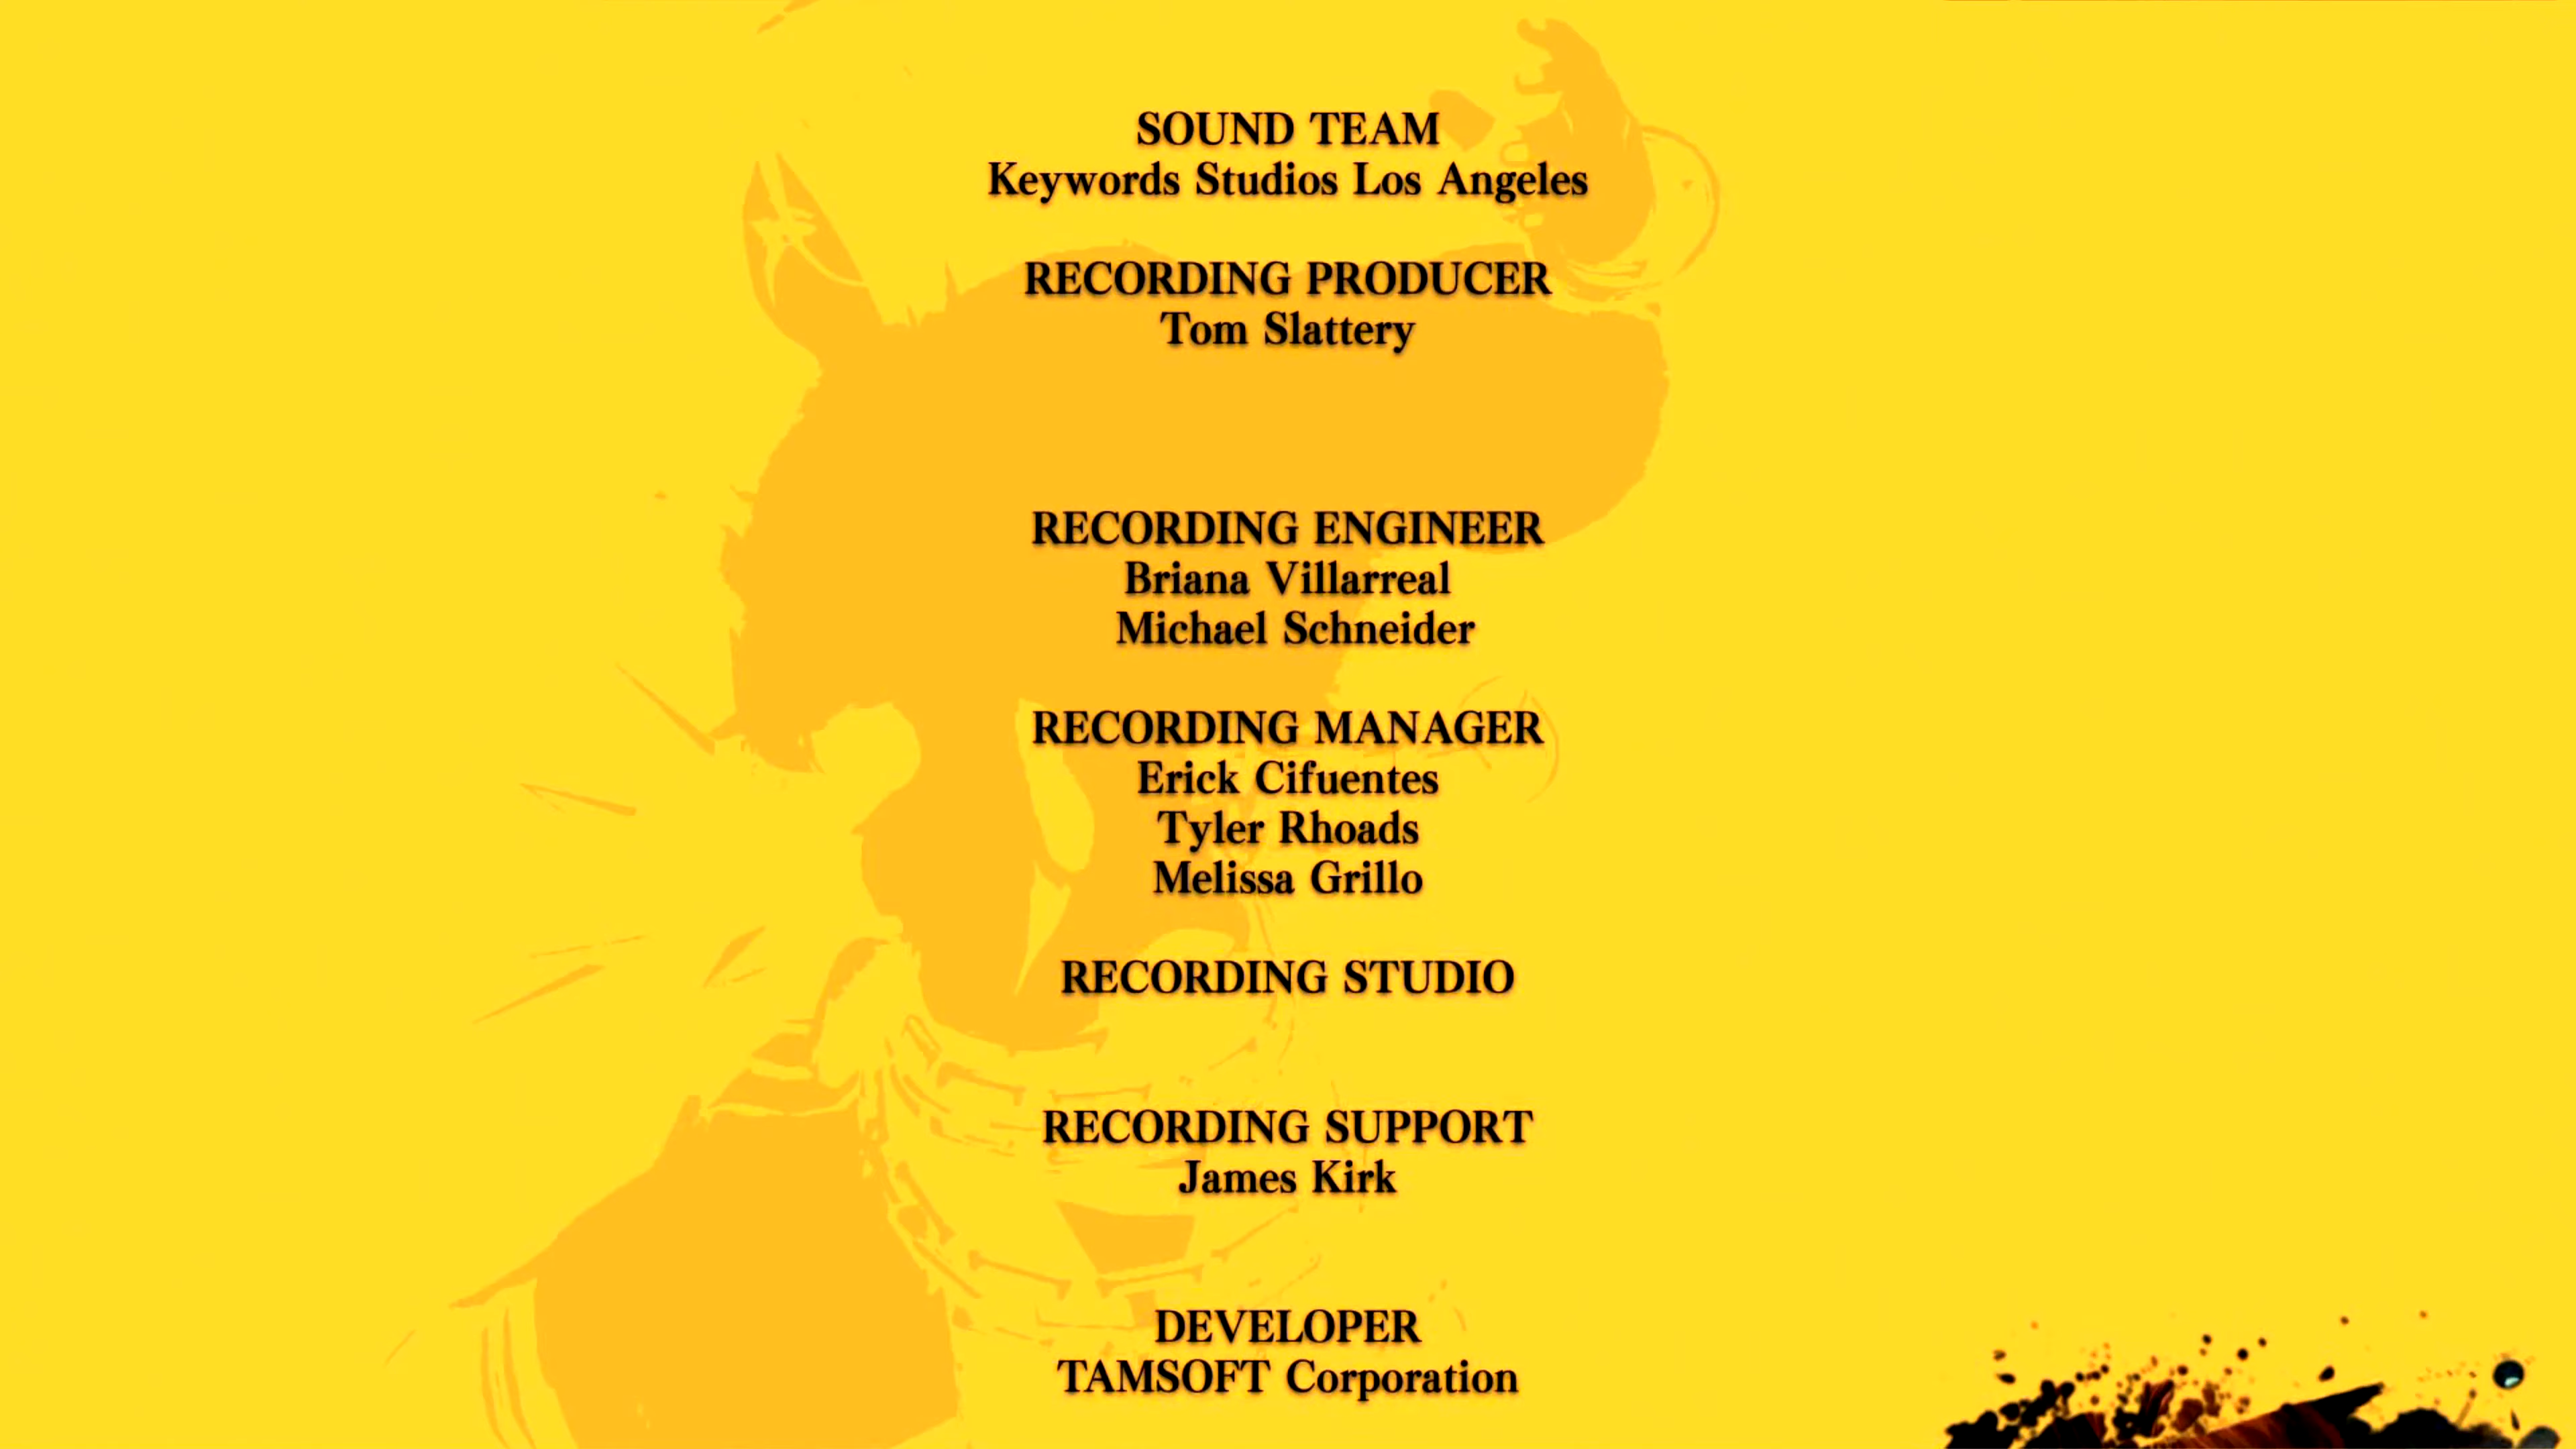 SOUND TEAM
Keywords Studios Los Angeles
RECORDING PRODUCER
Tom Slattery
RECORDING ENGINEER
Briana Villarreal
Michael Schneider
RECORDING MANAGER
Erick Cifuentes
Tyler Rhoads
Melissa Grillo
RECORDING STUDIO
RECORDING SUPPORT
James Kirk
DEVELOPER
TAMSOFT Corporation